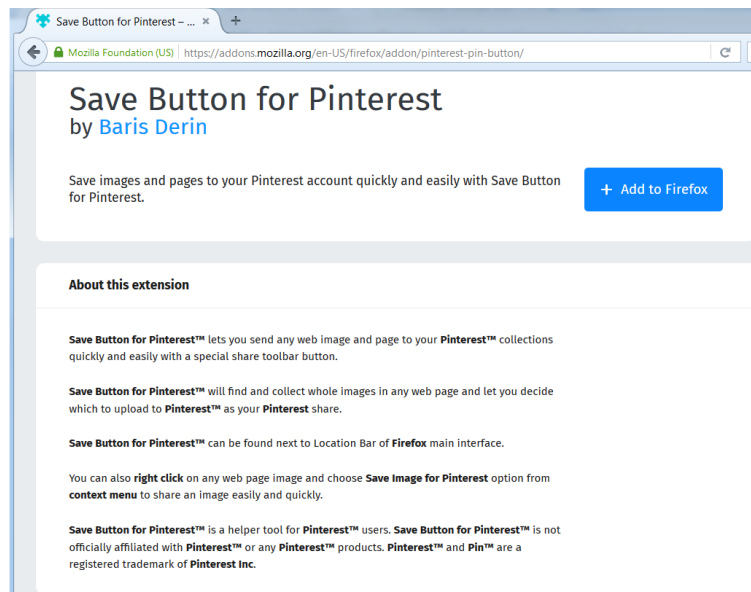 Save Button for Pinterest – ...
Mozilla Foundation (US) https://addons.mozilla.org/en-US/firefox/addon/pinterest-pin-button/
Save Button for Pinterest
by Baris Derin
Save images and pages to your Pinterest account quickly and easily with Save Button
for Pinterest.
+ Add to Firefox
About this extension
Save Button for Pinterest™ lets you send any web image and page to your Pinterest™ collections
quickly and easily with a special share toolbar button.
Save Button for Pinterest™ will find and collect whole images in any web page and let you decide
which to upload to Pinterest™ as your Pinterest share.
Save Button for Pinterest™ can be found next to Location Bar of Firefox main interface.
You can also right click on any web page image and choose Save Image for Pinterest option from
context menu to share an image easily and quickly.
Save Button for Pinterest™ is a helper tool for Pinterest™ users. Save Button for Pinterest™ is not
officially affiliated with Pinterest™ or any Pinterest™ products. Pinterest™ and Pin™ are a
registered trademark of Pinterest Inc.